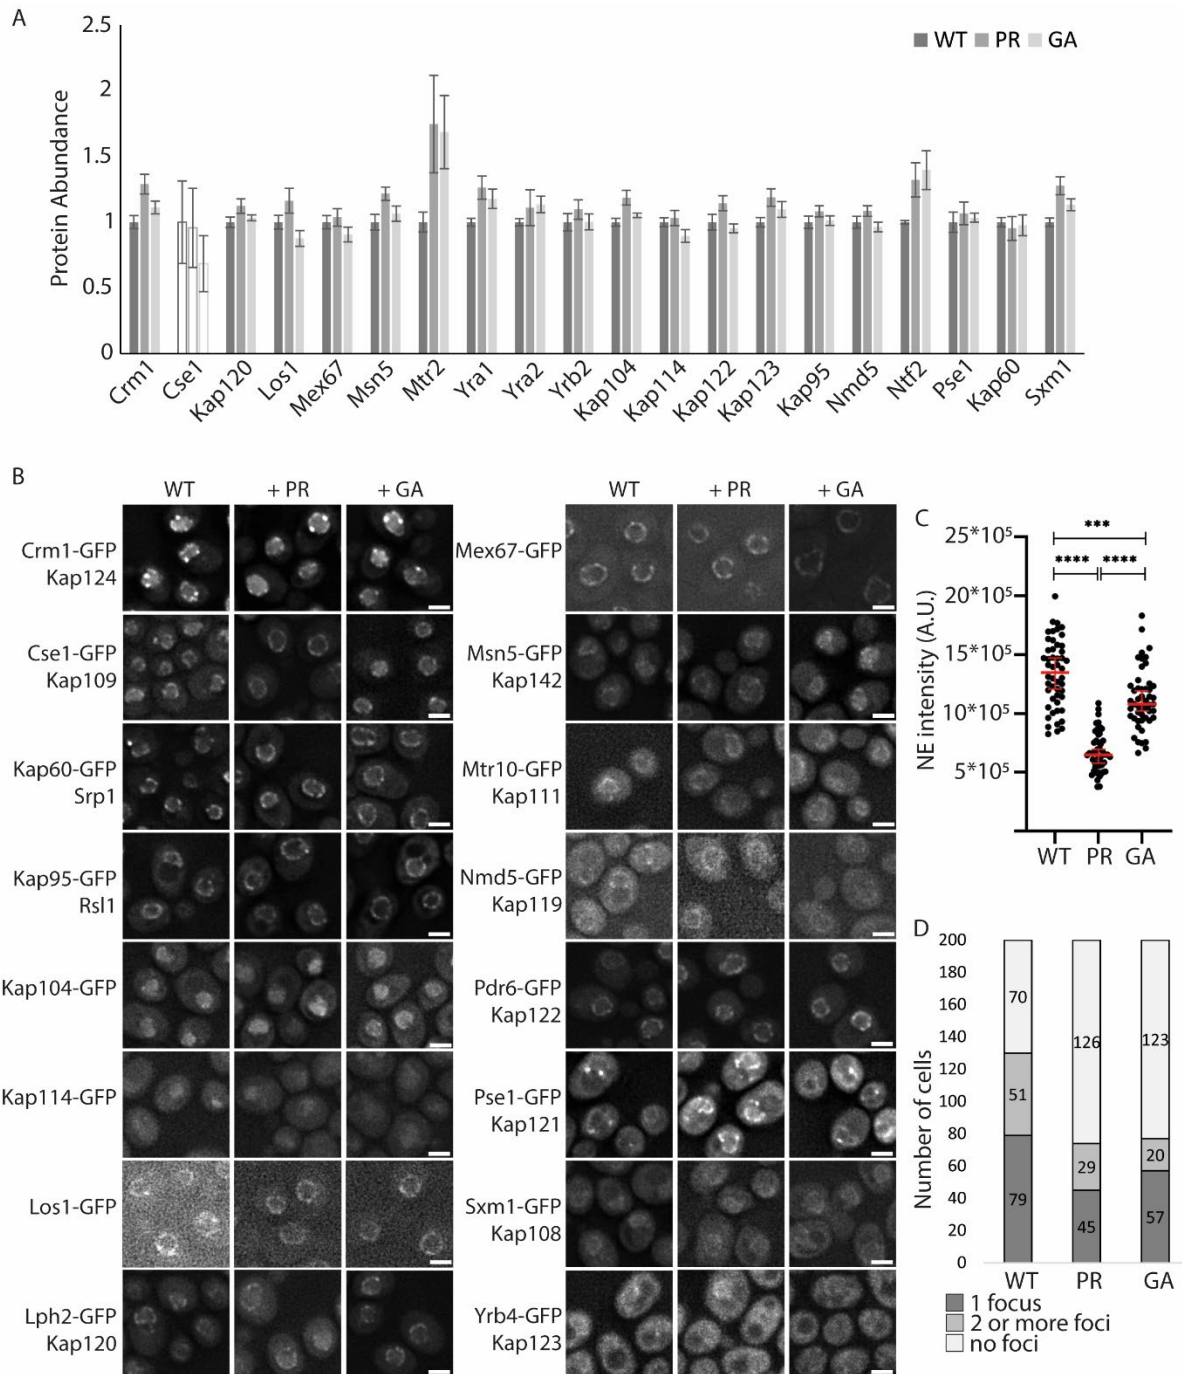 A
2.5
2
1.5
1
0.5
0
Protein Abundance
WT PR GA
Crm1
Cse1
Kap120
Los1
Mex67
Msn5
Mtr2
Yra1
Yra2
Yrb2
Kap104
Kap114
Kap122
Kap123
Kap95
Nmd5
Ntf2
Pse1
Kap60
Sxm1
B
WT + PR + GA
Crm1-GFP
Kap124
Cse1-GFP
Kap109
Kap60-GFP
Srp1
Kap95-GFP
Rsl1
Kap104-GFP
Kap114-GFP
Los1-GFP
Lph2-GFP
Kap120
WT + PR + GA
Mex67-GFP
Msn5-GFP
Kap142
Mtr10-GFP
Kap111
Nmd5-GFP
Kap119
Pdr6-GFP
Kap122
Pse1-GFP
Kap121
Sxm1-GFP
Kap108
Yrb4-GFP
Kap123
C
25*10⁵
20*10⁵
15*10⁵
10*10⁵
5*10⁵
NE intensity (A.U.)
***
**** ****
WT PR GA
D
200
180
160
140
120
100
80
60
40
20
0
Number of cells
70 126 123
51 29 20
79 45 57
WT PR GA
1 focus
2 or more foci
no foci